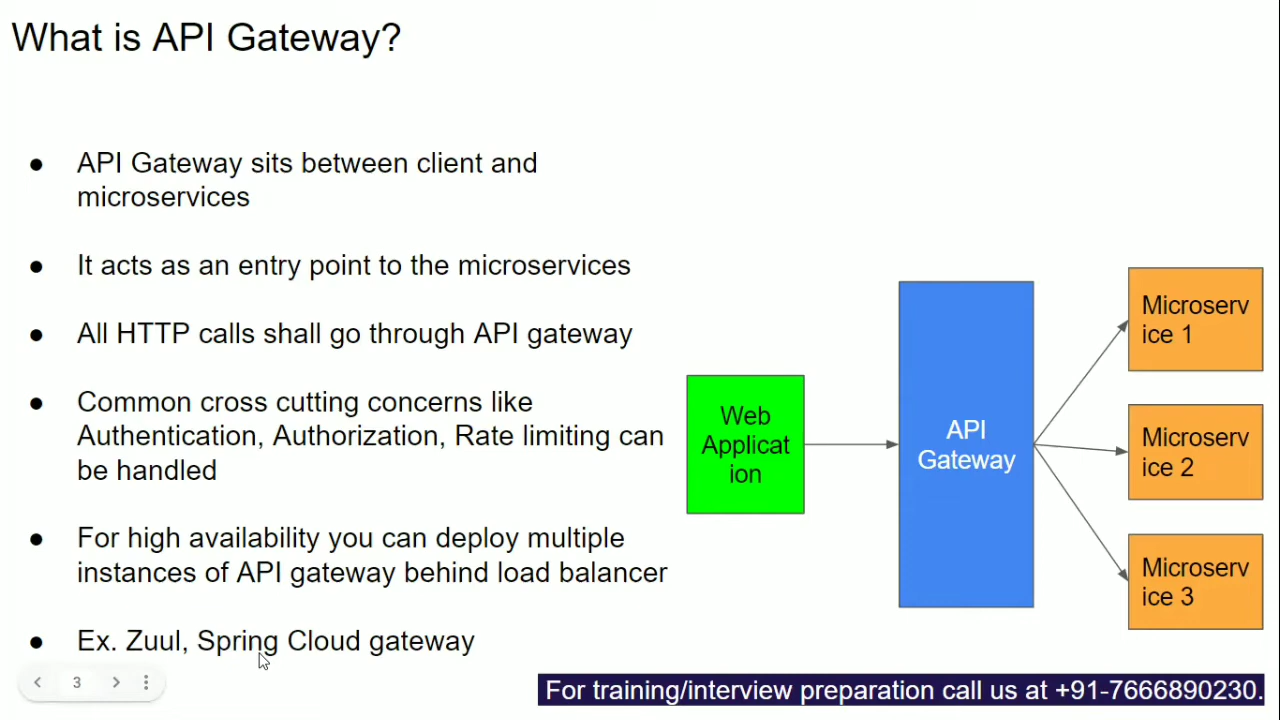 What is API Gateway?
● API Gateway sits between client and
microservices
● It acts as an entry point to the microservices
● All HTTP calls shall go through API gateway
● Common cross cutting concerns like
Authentication, Authorization, Rate limiting can
be handled
● For high availability you can deploy multiple
instances of API gateway behind load balancer
● Ex. Zuul, Spring Cloud gateway
Web
Applicat
ion
API
Gateway
Microserv
ice 1
Microserv
ice 2
Microserv
ice 3
3
For training/interview preparation call us at +91-7666890230.